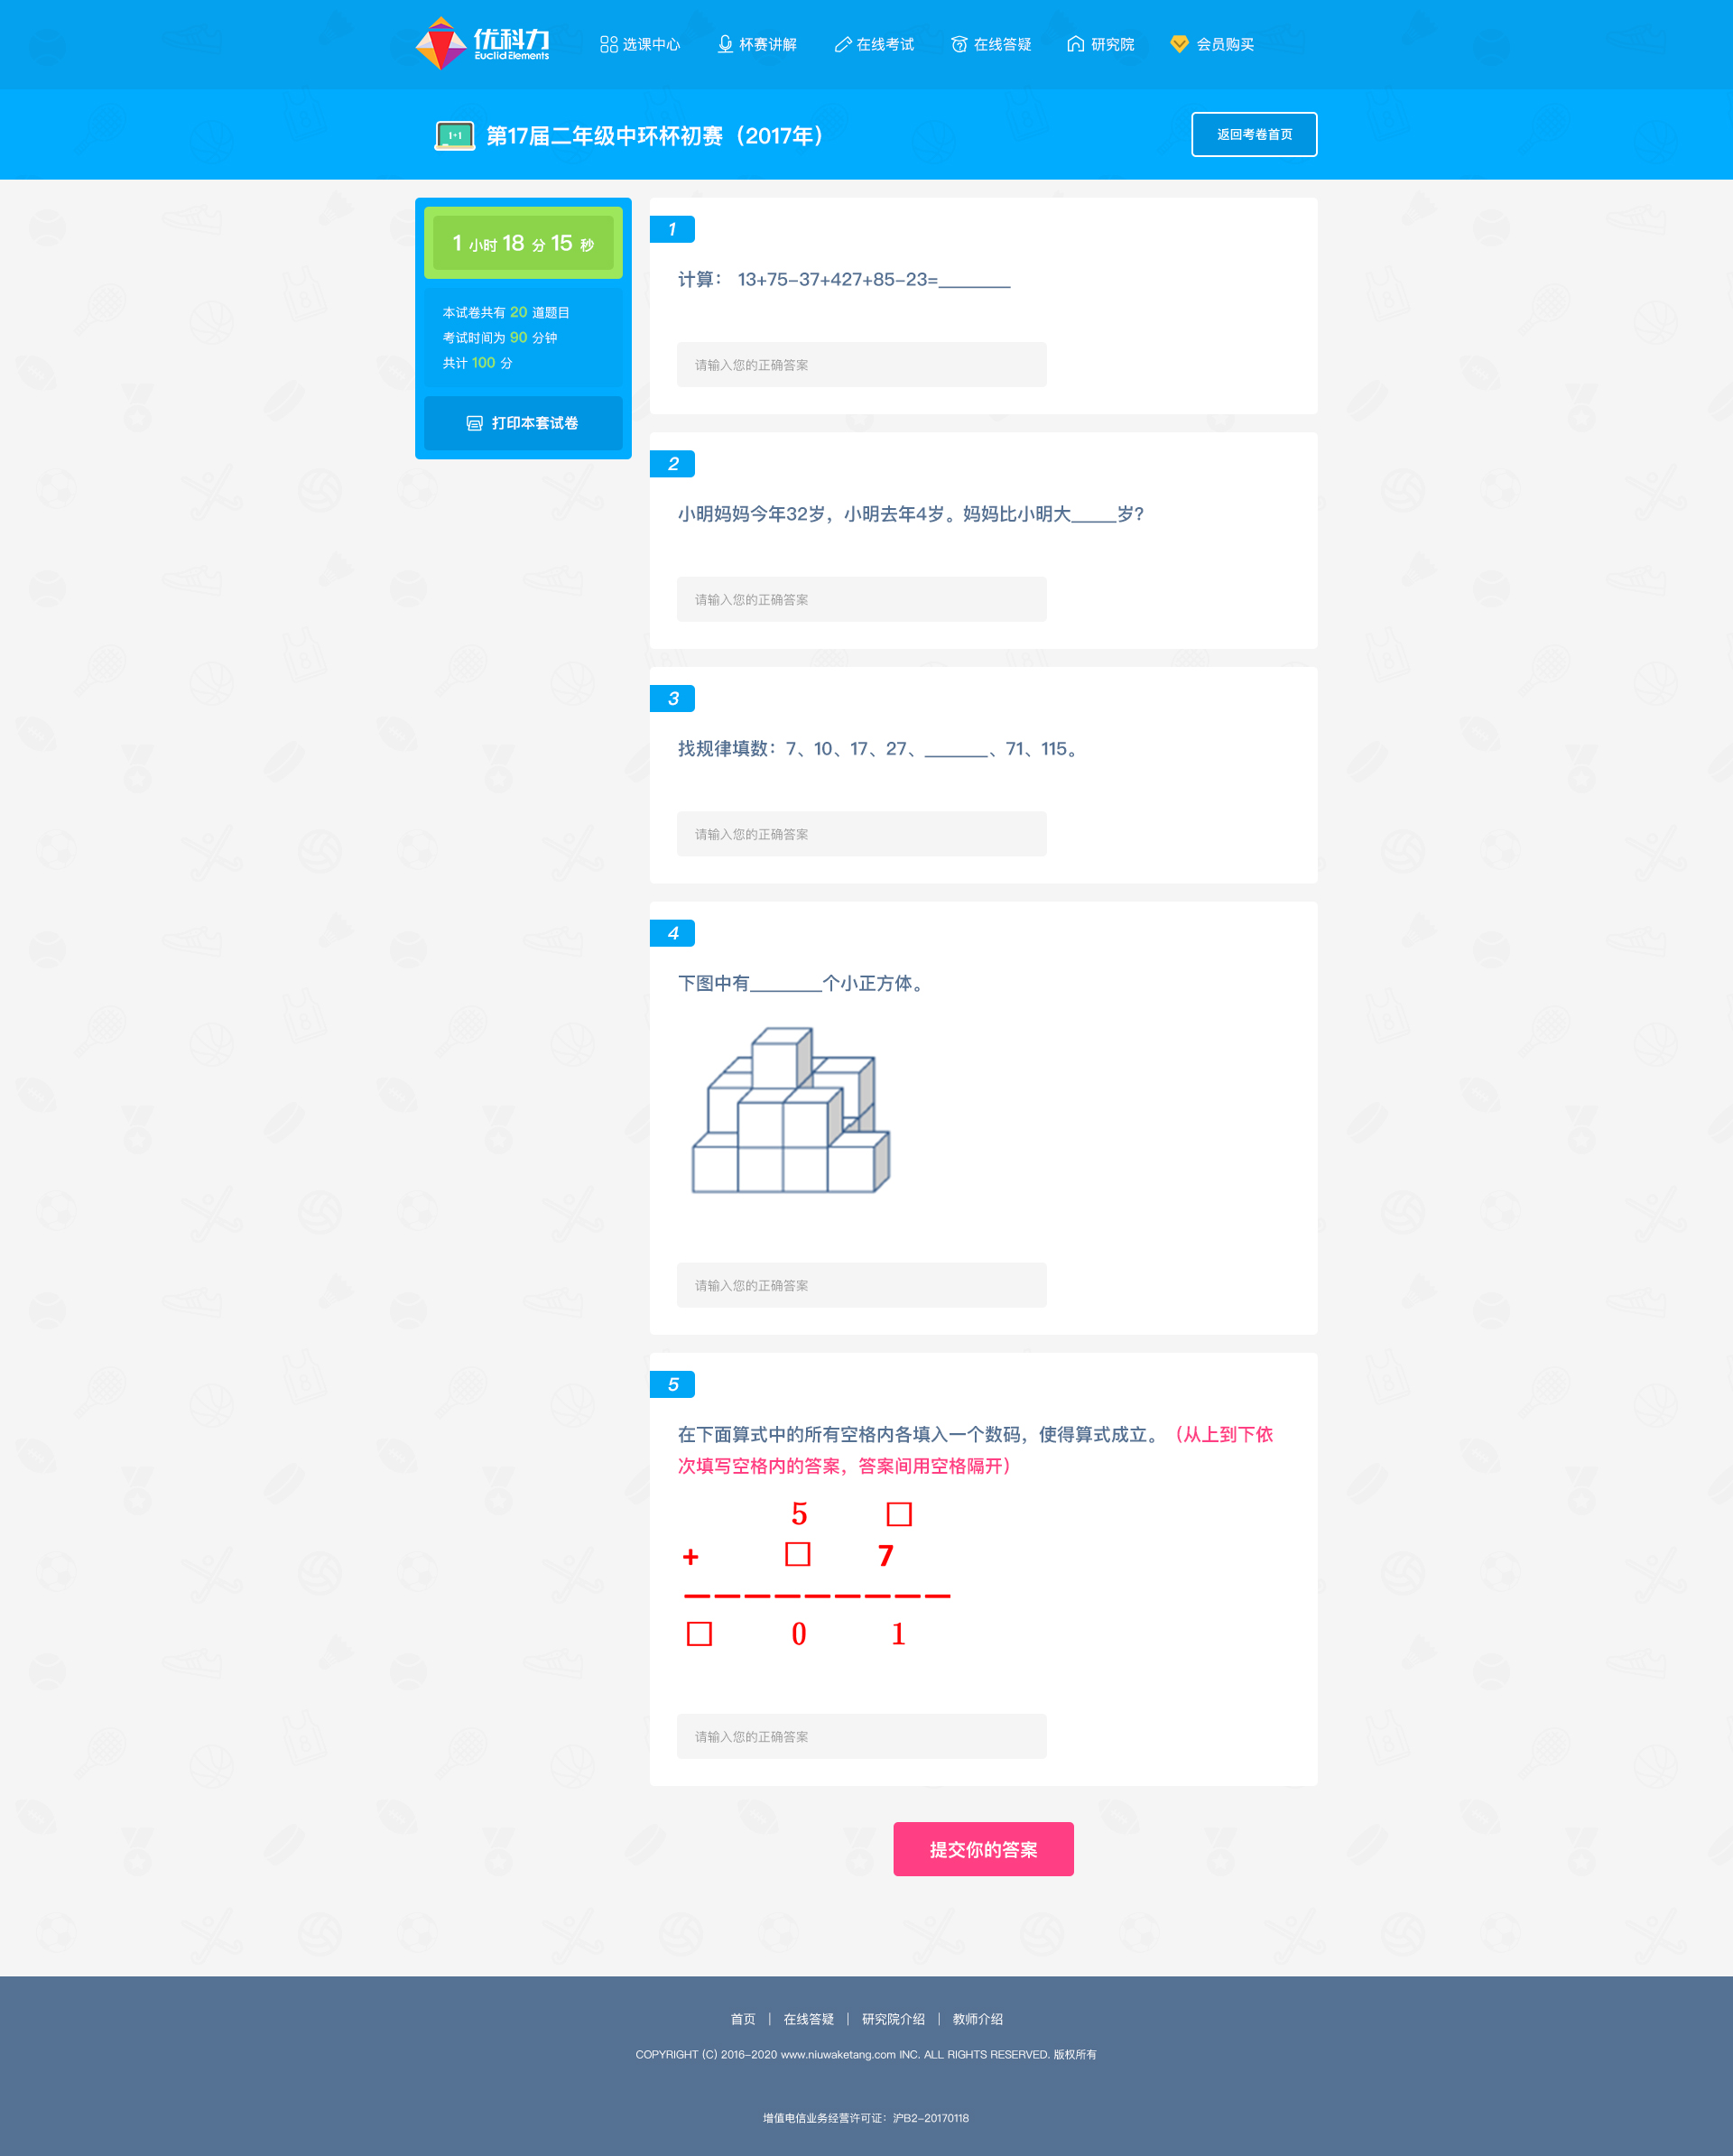 优科力
Euclid Elements
选课中心
杯赛讲解
在线考试
在线答疑
研究院
会员购买
1+1
第17届二年级中环杯初赛（2017年）
返回考卷首页
1 小时 18 分 15 秒
本试卷共有 20 道题目
考试时间为 90 分钟
共计 100 分
打印本套试卷
1
计算： 13+75-37+427+85-23=________
请输入您的正确答案
2
小明妈妈今年32岁，小明去年4岁。妈妈比小明大_____岁?
请输入您的正确答案
3
找规律填数：7、10、17、27、_______、71、115。
请输入您的正确答案
4
下图中有________个小正方体。
请输入您的正确答案
5
在下面算式中的所有空格内各填入一个数码，使得算式成立。（从上到下依
次填写空格内的答案，答案间用空格隔开）
5 □
+ □ 7
—————————
□ 0 1
请输入您的正确答案
提交你的答案
首页 | 在线答疑 | 研究院介绍 | 教师介绍
COPYRIGHT (C) 2016-2020 www.niuwaketang.com INC. ALL RIGHTS RESERVED. 版权所有
增值电信业务经营许可证：沪B2-20170118